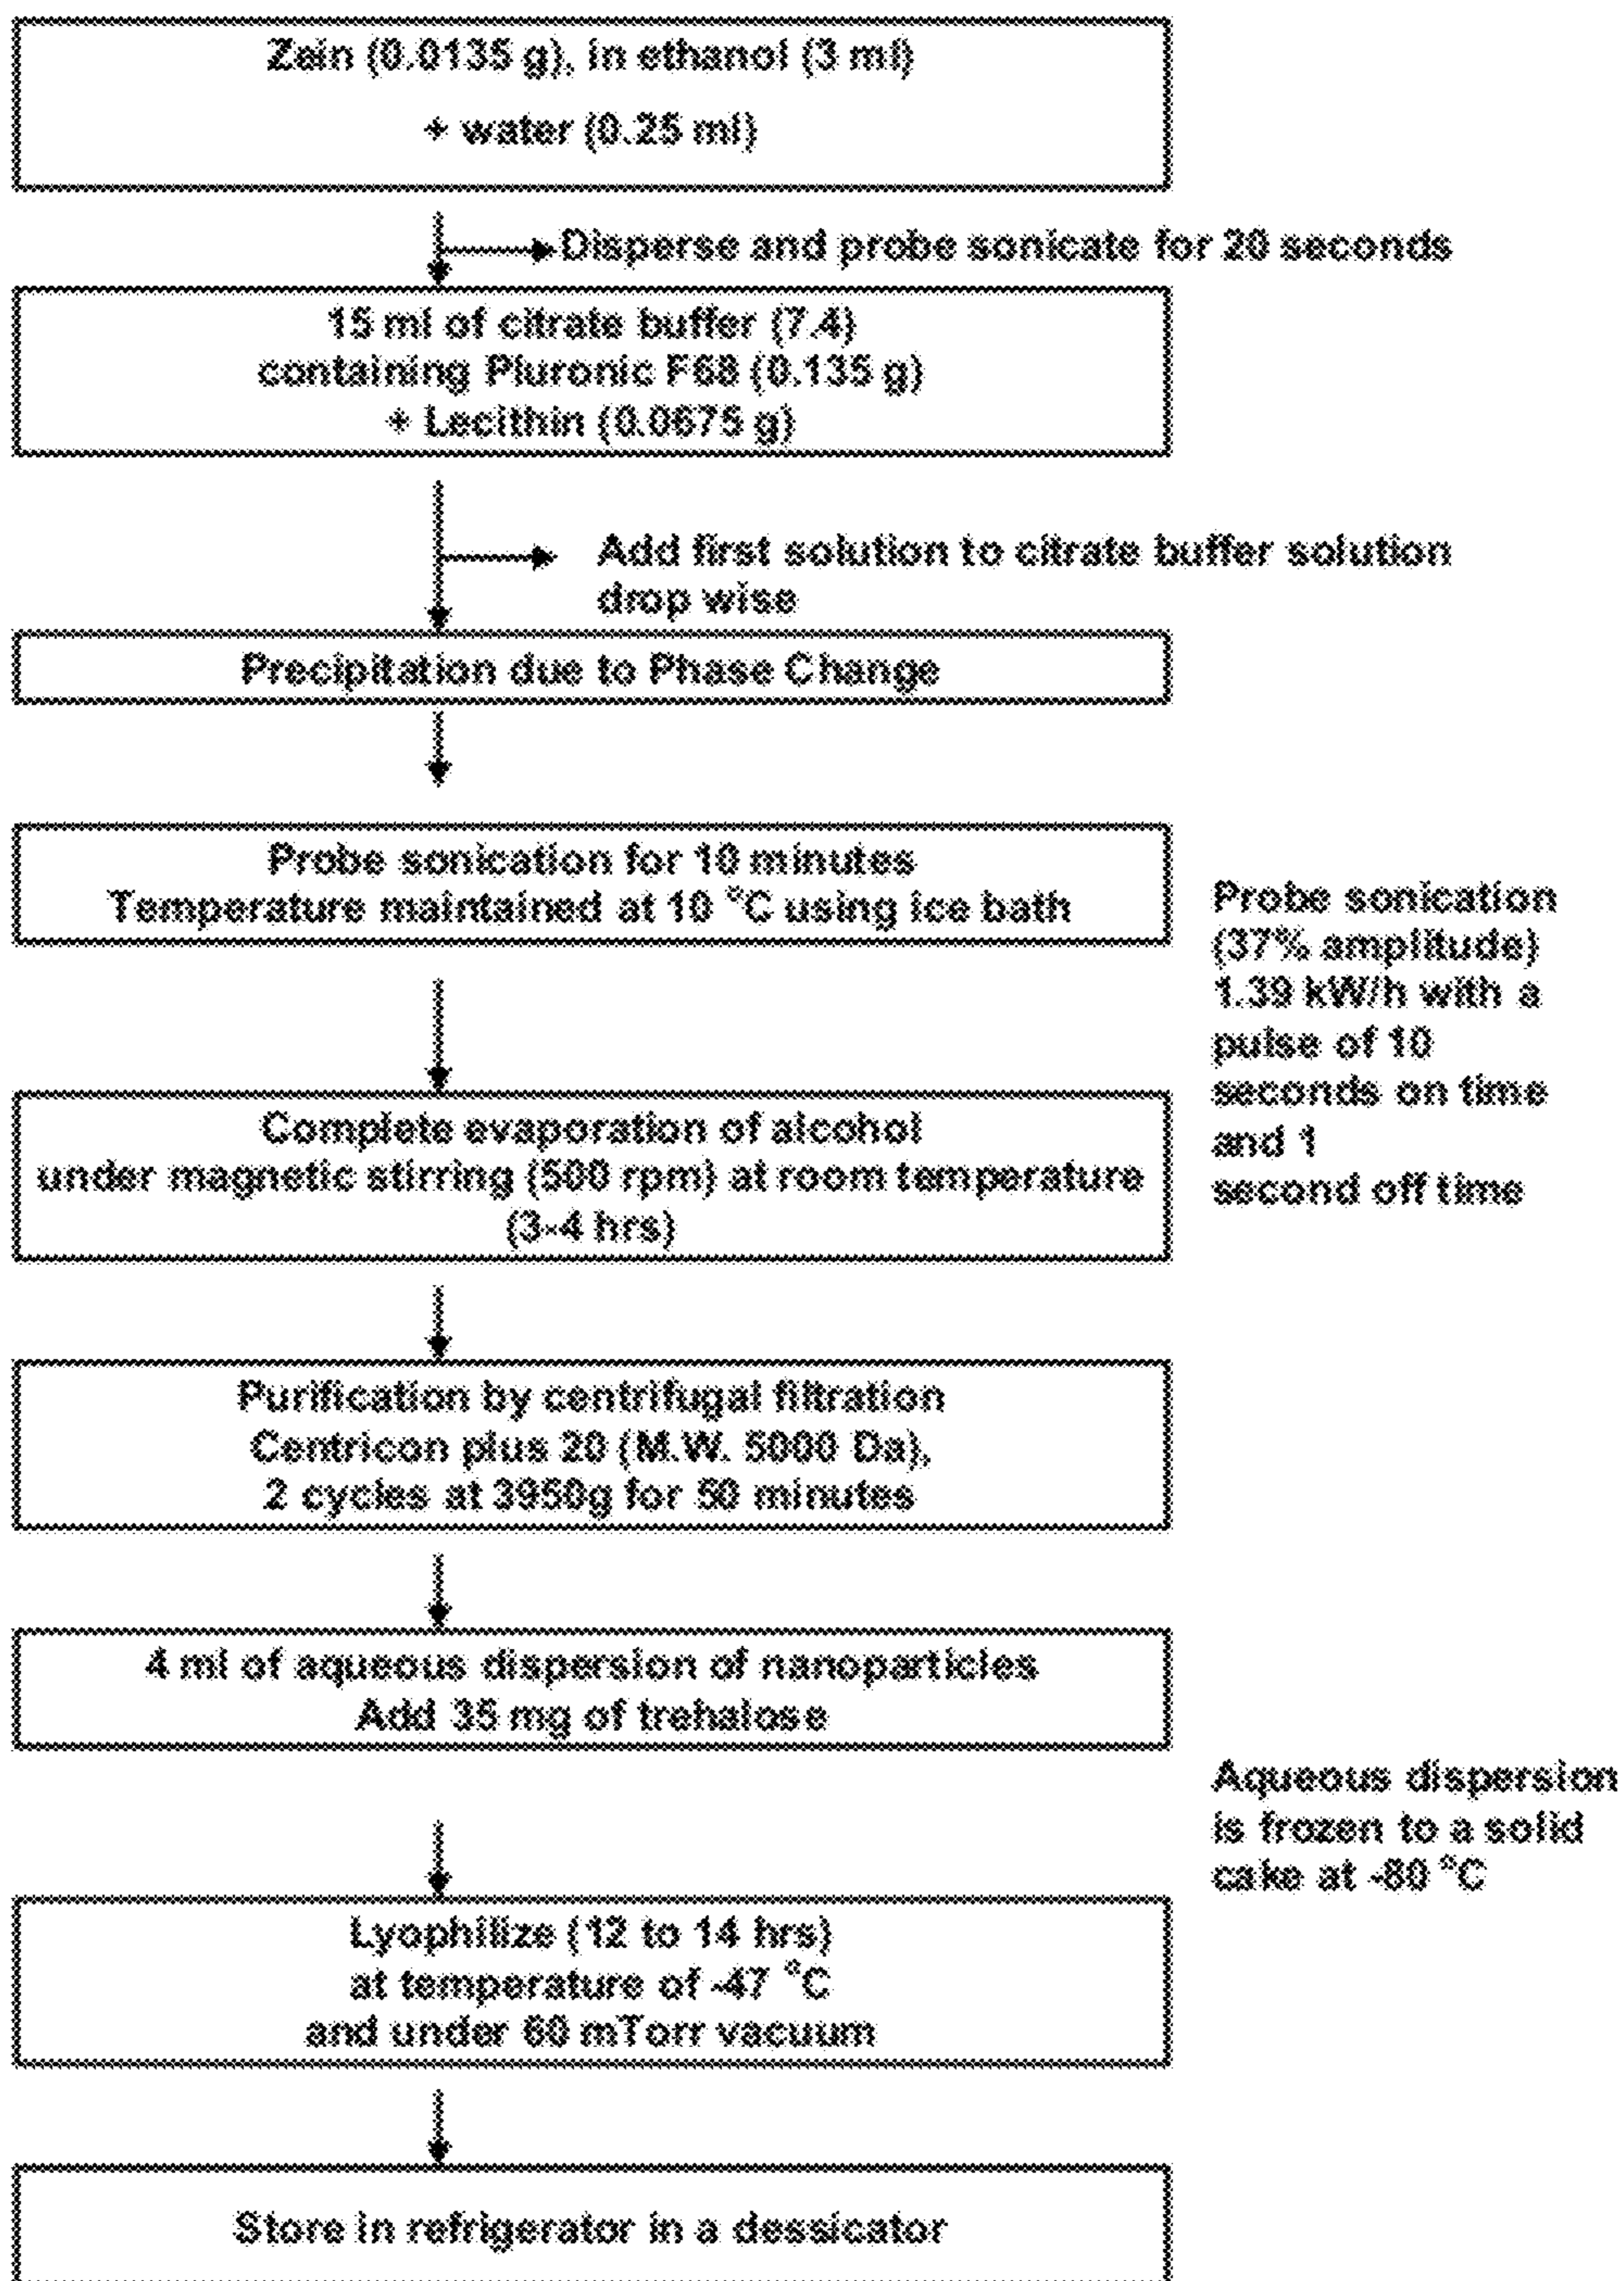 Zein (0.0135 g), in ethanol (3 ml)
+ water (0.25 ml)
Disperse and probe sonicate for 20 seconds
15 ml of citrate buffer (7.4)
containing Pluronic F68 (0.135 g)
+ Lecithin (0.0675 g)
Add first solution to citrate buffer solution
drop wise
Precipitation due to Phase Change
Probe sonication for 10 minutes
Temperature maintained at 10 °C using ice bath
Probe sonication
(37% amplitude)
1.39 kW/h with a
pulse of 10
seconds on time
and 1
second off time
Complete evaporation of alcohol
under magnetic stirring (500 rpm) at room temperature
(3-4 hrs)
Purification by centrifugal filtration
Centricon plus 20 (M.W. 5000 Da),
2 cycles at 3950g for 50 minutes
4 ml of aqueous dispersion of nanoparticles
Add 35 mg of trehalose
Aqueous dispersion
is frozen to a solid
cake at -80 °C
Lyophilize (12 to 14 hrs)
at temperature of -47 °C
and under 60 mTorr vacuum
Store in refrigerator in a dessicator